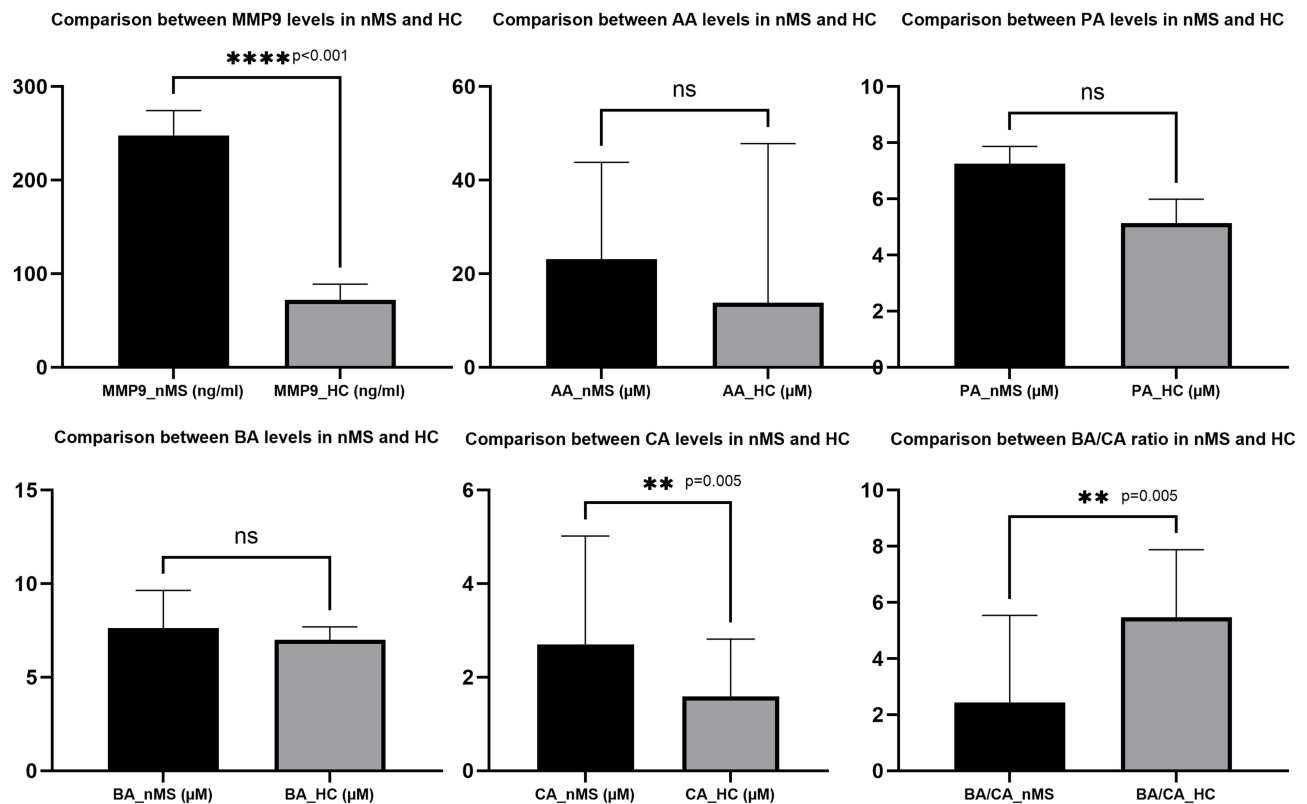 Comparison between MMP9 levels in nMS and HC
****p<0.001
300
200
100
0
MMP9_nMS (ng/ml) MMP9_HC (ng/ml)
Comparison between AA levels in nMS and HC
ns
60
40
20
0
AA_nMS (µM) AA_HC (µM)
Comparison between PA levels in nMS and HC
ns
10
8
6
4
2
0
PA_nMS (µM) PA_HC (µM)
Comparison between BA levels in nMS and HC
ns
15
10
5
0
BA_nMS (µM) BA_HC (µM)
Comparison between CA levels in nMS and HC
** p=0.005
6
4
2
0
CA_nMS (µM) CA_HC (µM)
Comparison between BA/CA ratio in nMS and HC
** p=0.005
10
8
6
4
2
0
BA/CA_nMS BA/CA_HC